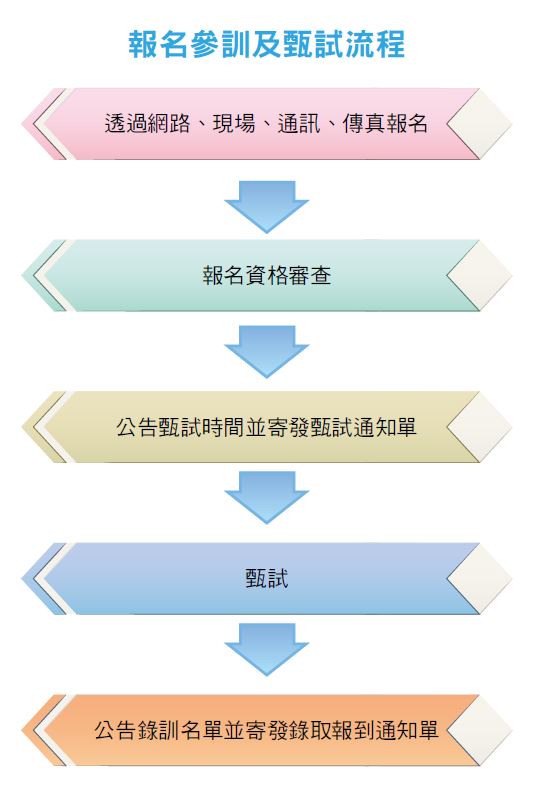 報名參訓及甄試流程
透過網路、現場、通訊、傳真報名
報名資格審查
公告甄試時間並寄發甄試通知單
甄試
公告錄訓名單並寄發錄取報到通知單